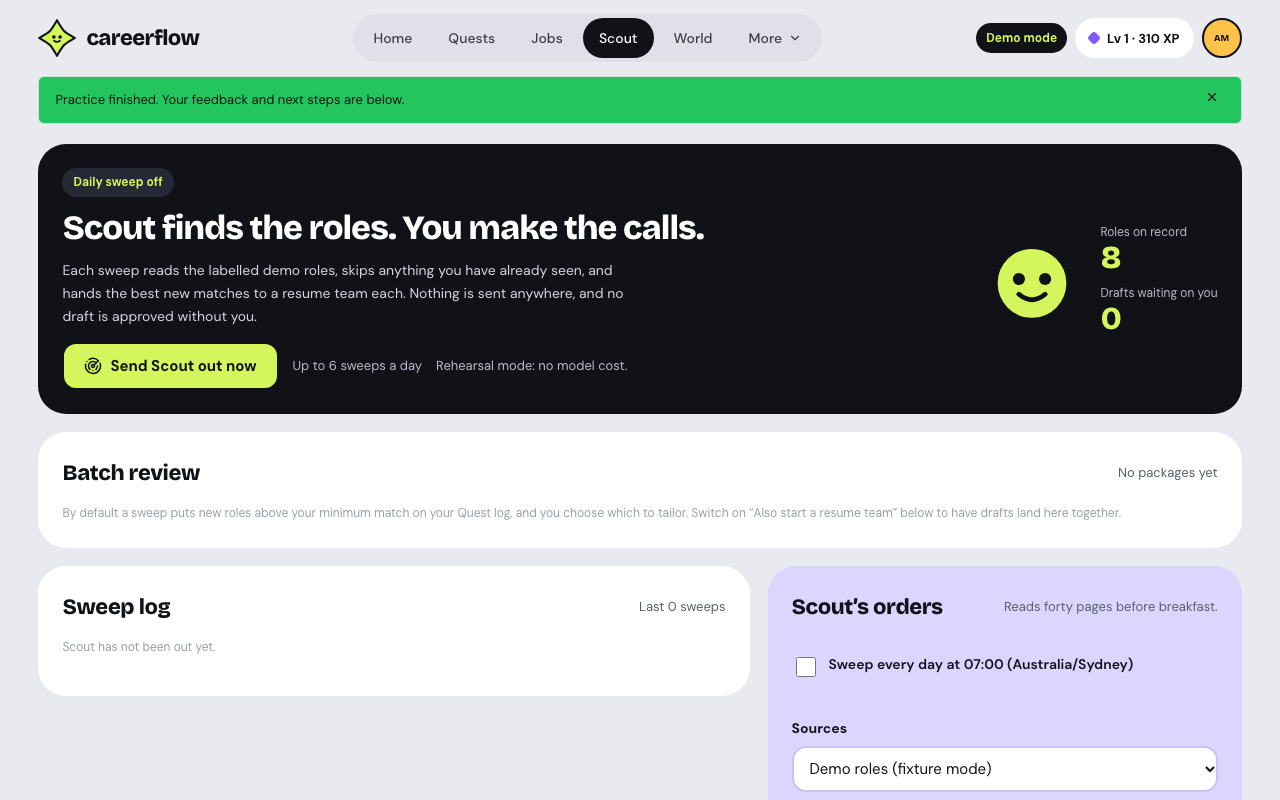 careerflow
Home
Quests
Jobs
Scout
World
More
Demo mode
Lv 1 · 310 XP
AM
Practice finished. Your feedback and next steps are below.
Daily sweep off
Scout finds the roles. You make the calls.
Each sweep reads the labelled demo roles, skips anything you have already seen, and
hands the best new matches to a resume team each. Nothing is sent anywhere, and no
draft is approved without you.
Send Scout out now
Up to 6 sweeps a day
Rehearsal mode: no model cost.
Roles on record
8
Drafts waiting on you
0
Batch review
No packages yet
By default a sweep puts new roles above your minimum match on your Quest log, and you choose which to tailor. Switch on “Also start a resume team” below to have drafts land here together.
Sweep log
Last 0 sweeps
Scout has not been out yet.
Scout's orders
Reads forty pages before breakfast.
Sweep every day at 07:00 (Australia/Sydney)
Sources
Demo roles (fixture mode)